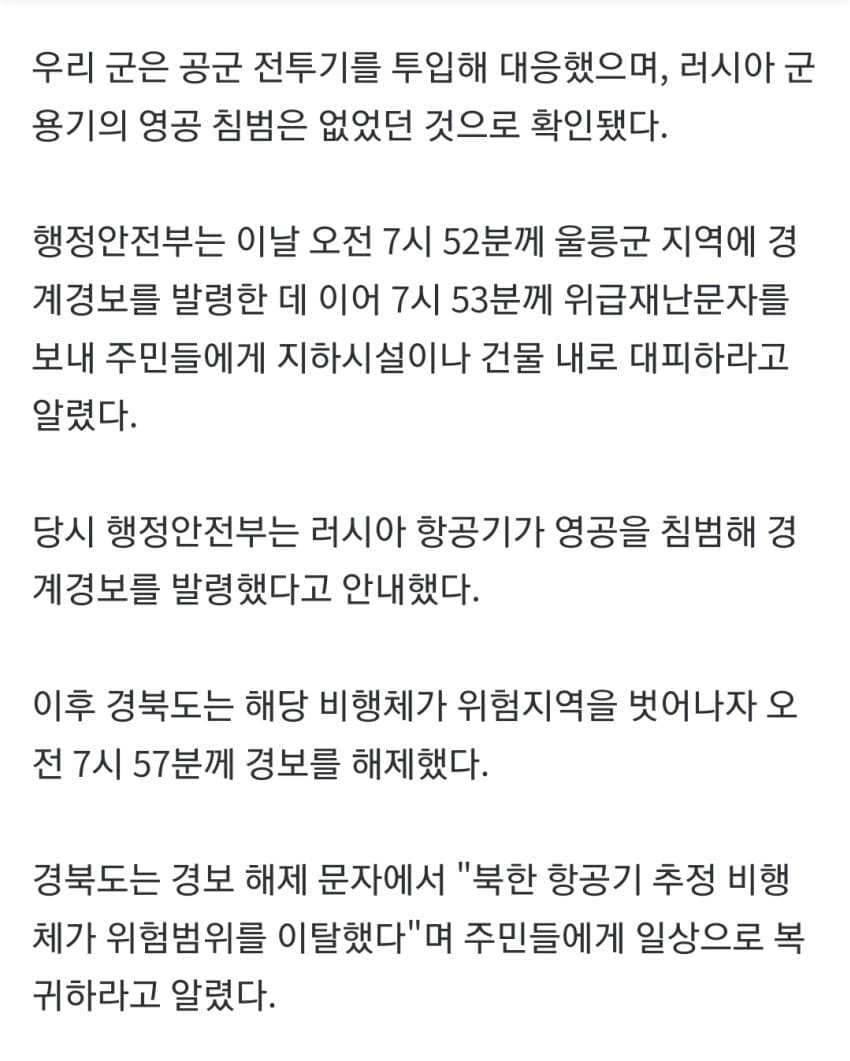 우리 군은 공군 전투기를 투입해 대응했으며, 러시아 군
용기의 영공 침범은 없었던 것으로 확인됐다.
행정안전부는 이날 오전 7시 52분께 울릉군 지역에 경
계경보를 발령한 데 이어 7시 53분께 위급재난문자를
보내 주민들에게 지하시설이나 건물 내로 대피하라고
알렸다.
당시 행정안전부는 러시아 항공기가 영공을 침범해 경
계경보를 발령했다고 안내했다.
이후 경북도는 해당 비행체가 위험지역을 벗어나자 오
전 7시 57분께 경보를 해제했다.
경북도는 경보 해제 문자에서 "북한 항공기 추정 비행
체가 위험범위를 이탈했다"며 주민들에게 일상으로 복
귀하라고 알렸다.